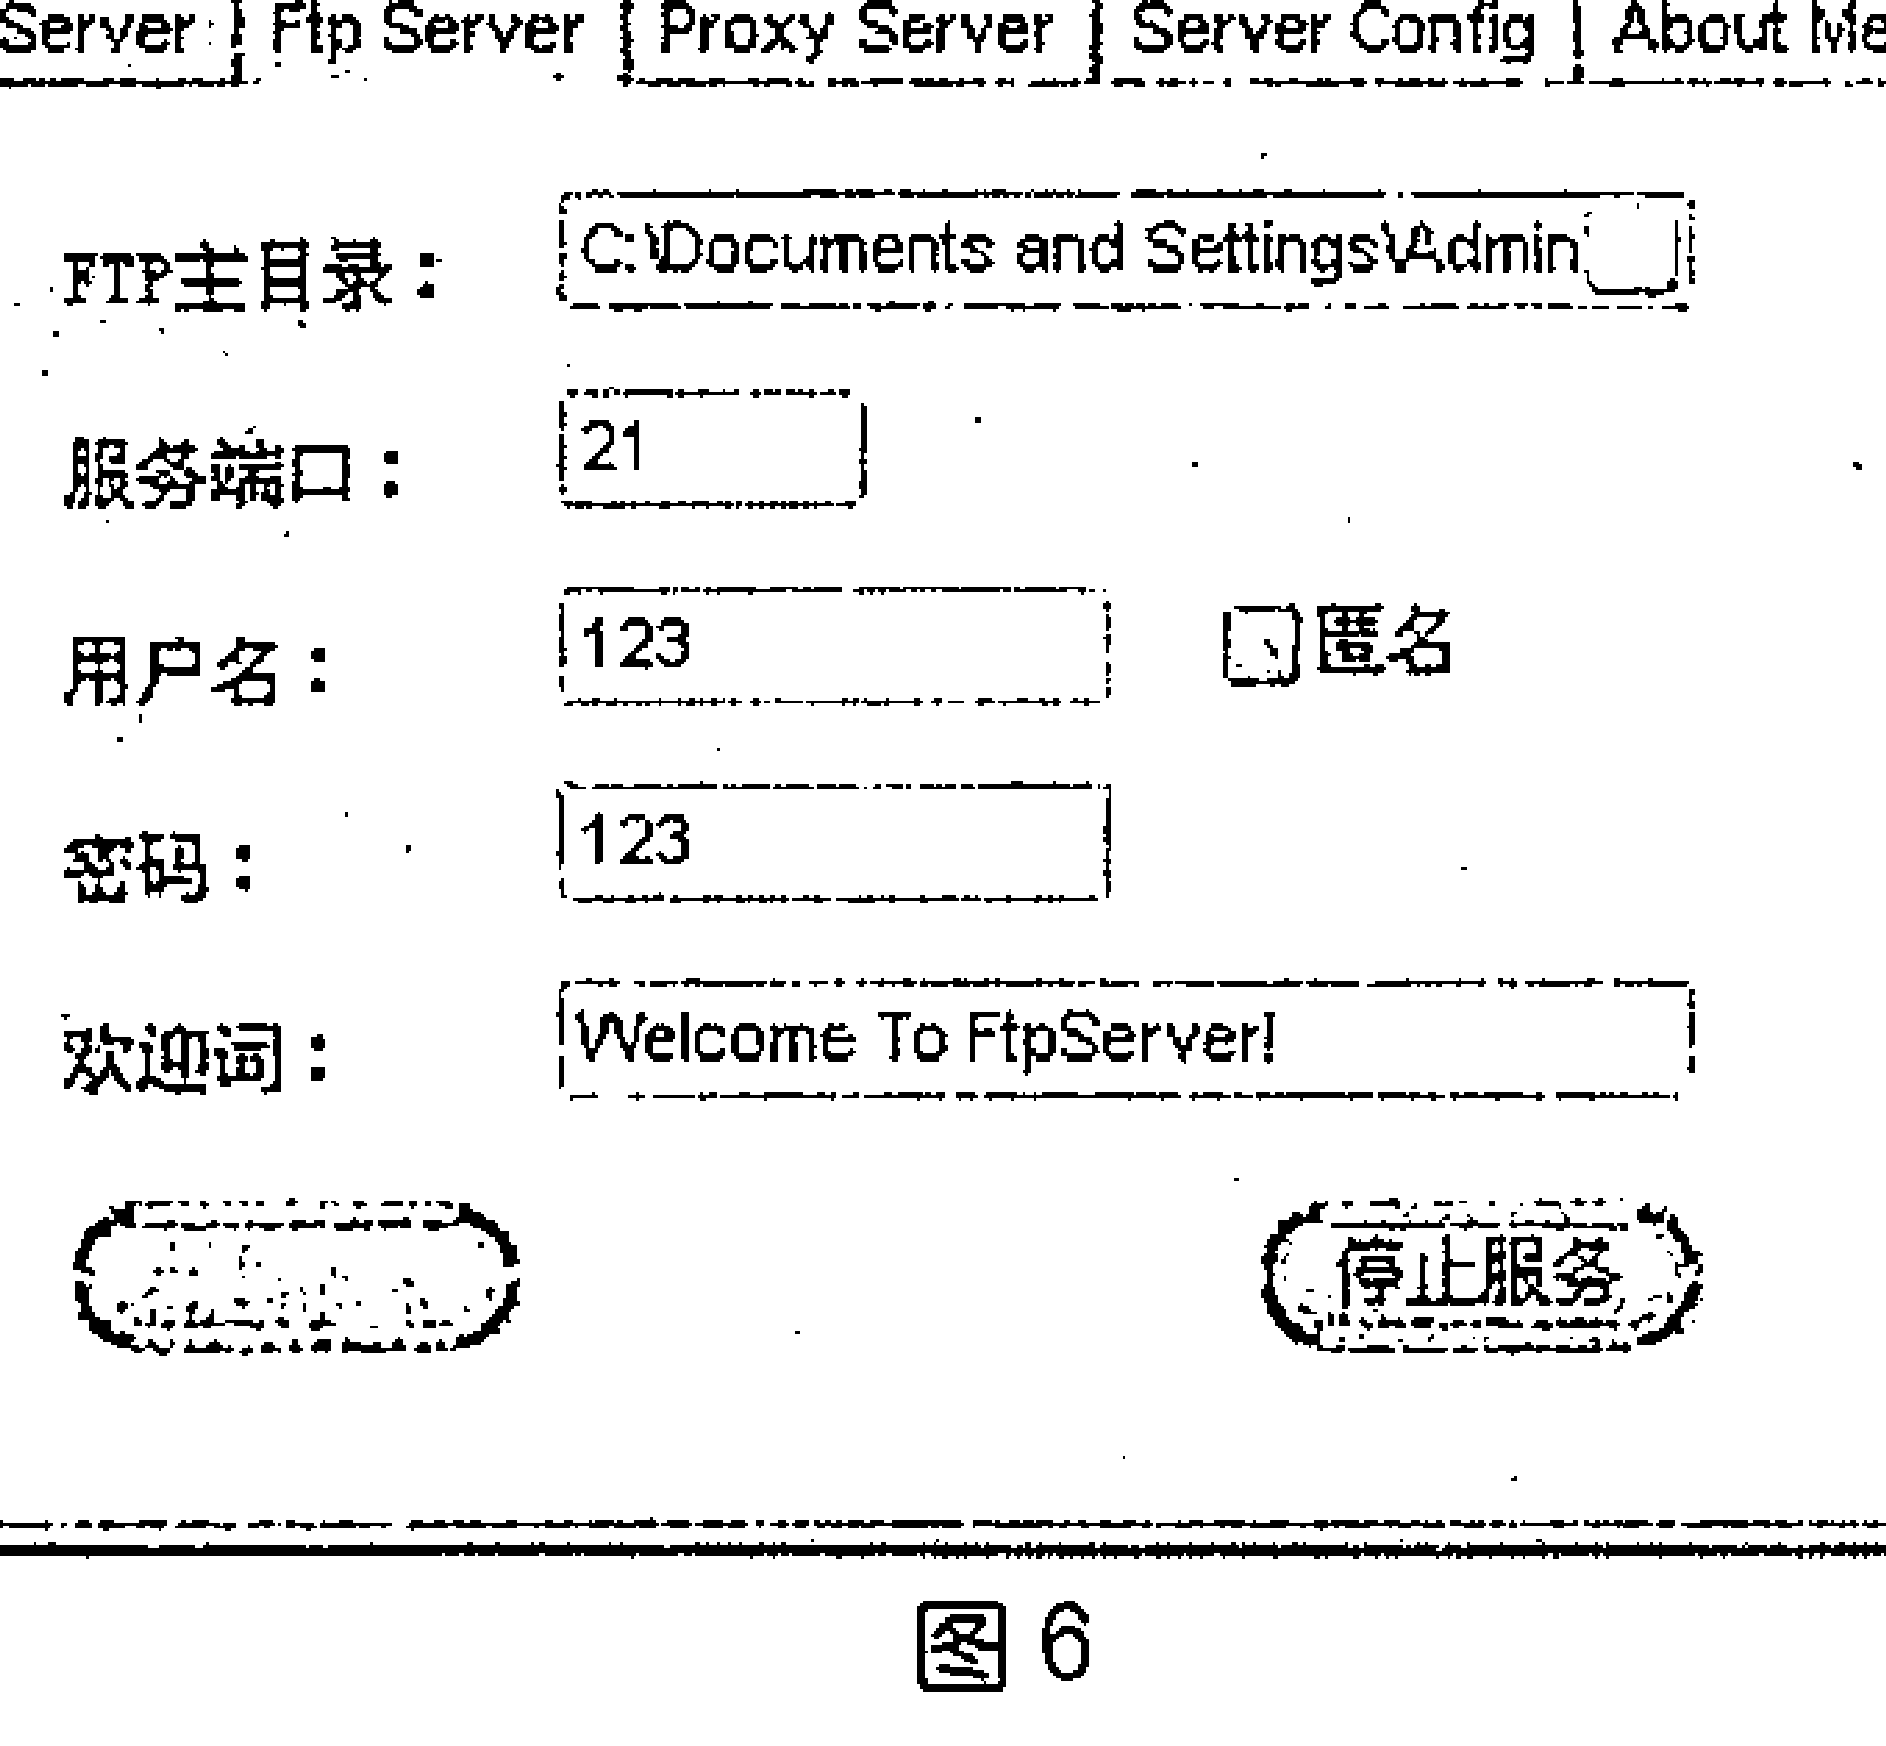 Server Ftp Server Proxy Server Server Config About Me
FTP主目录： C:\Documents and Settings\Admin
服务端口： 21
用户名： 123 匿名
密码： 123
欢迎词： Welcome To FtpServer!
停止服务
图 6